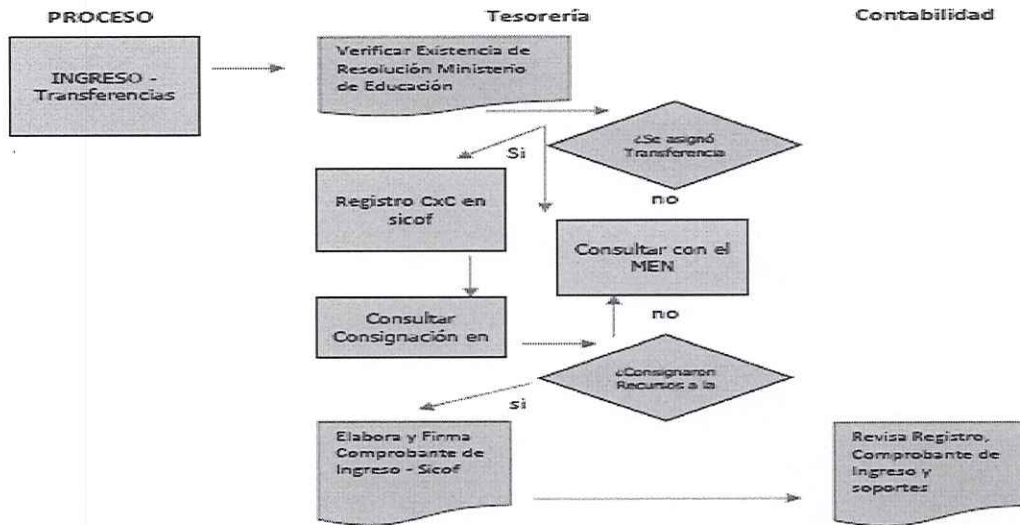 PROCESO
Tesorería
Contabilidad
INGRESO -
Transferencias
Verificar Existencia de
Resolución Ministerio
de Educación
¿Se asignó
Transferencia
Si
no
Registro CxC en
sicof
Consultar con el
MEN
Consultar
Consignación en
no
¿Consignaron
Recursos a la
si
Elabora y Firma
Comprobante de
Ingreso - Sicof
Revisa Registro,
Comprobante de
Ingreso y
soportes